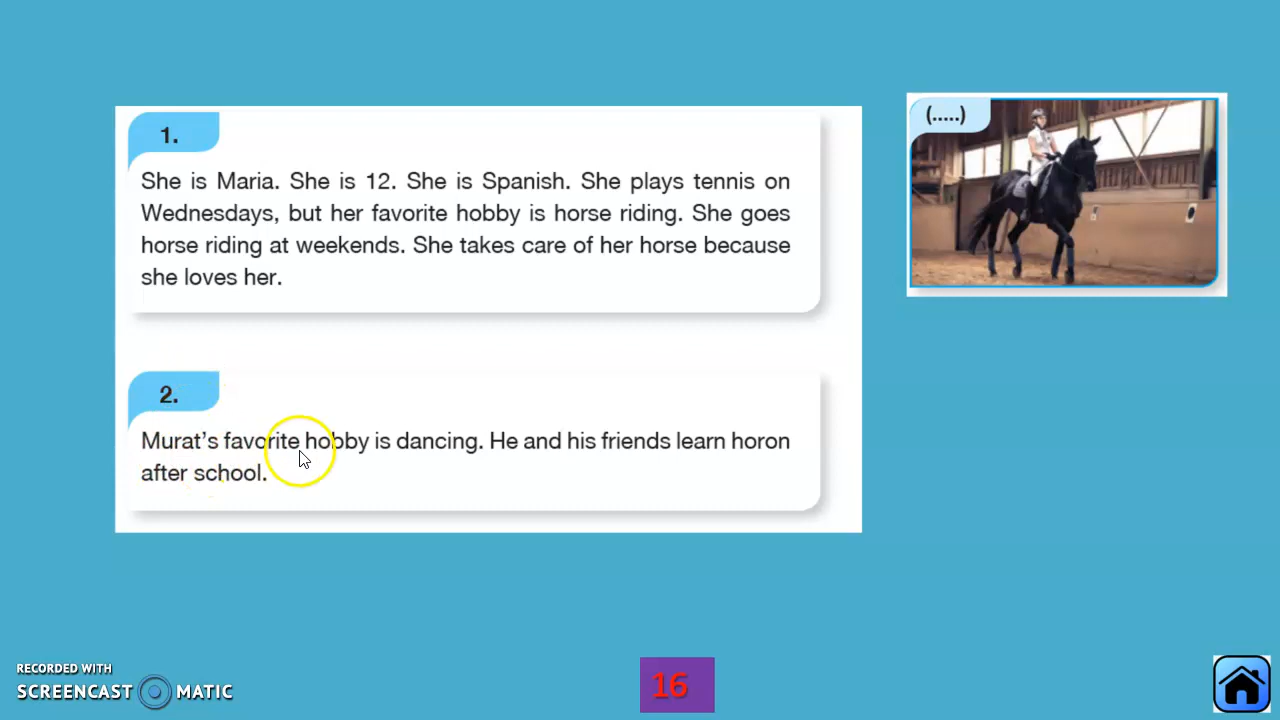 1.
She is Maria. She is 12. She is Spanish. She plays tennis on
Wednesdays, but her favorite hobby is horse riding. She goes
horse riding at weekends. She takes care of her horse because
she loves her.
(.....)
2.
Murat's favorite hobby is dancing. He and his friends learn horon
after school.
RECORDED WITH
SCREENCAST MATIC
16